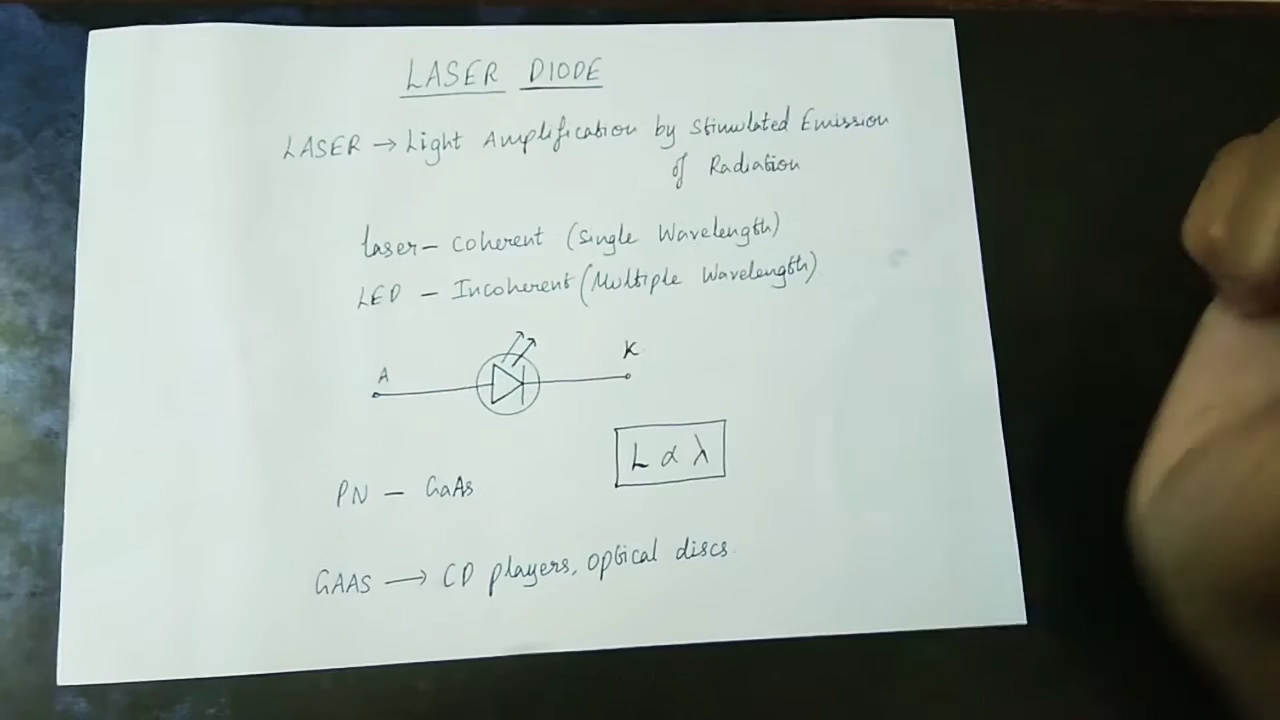 LASER DIODE
LASER → Light Amplification by Stimulated Emission
of Radiation
laser – Coherent (Single Wavelength)
LED – Incoherent (Multiple Wavelength)
A
K
L ∝ λ
PN – GaAs
GAAS → CD players, optical discs.